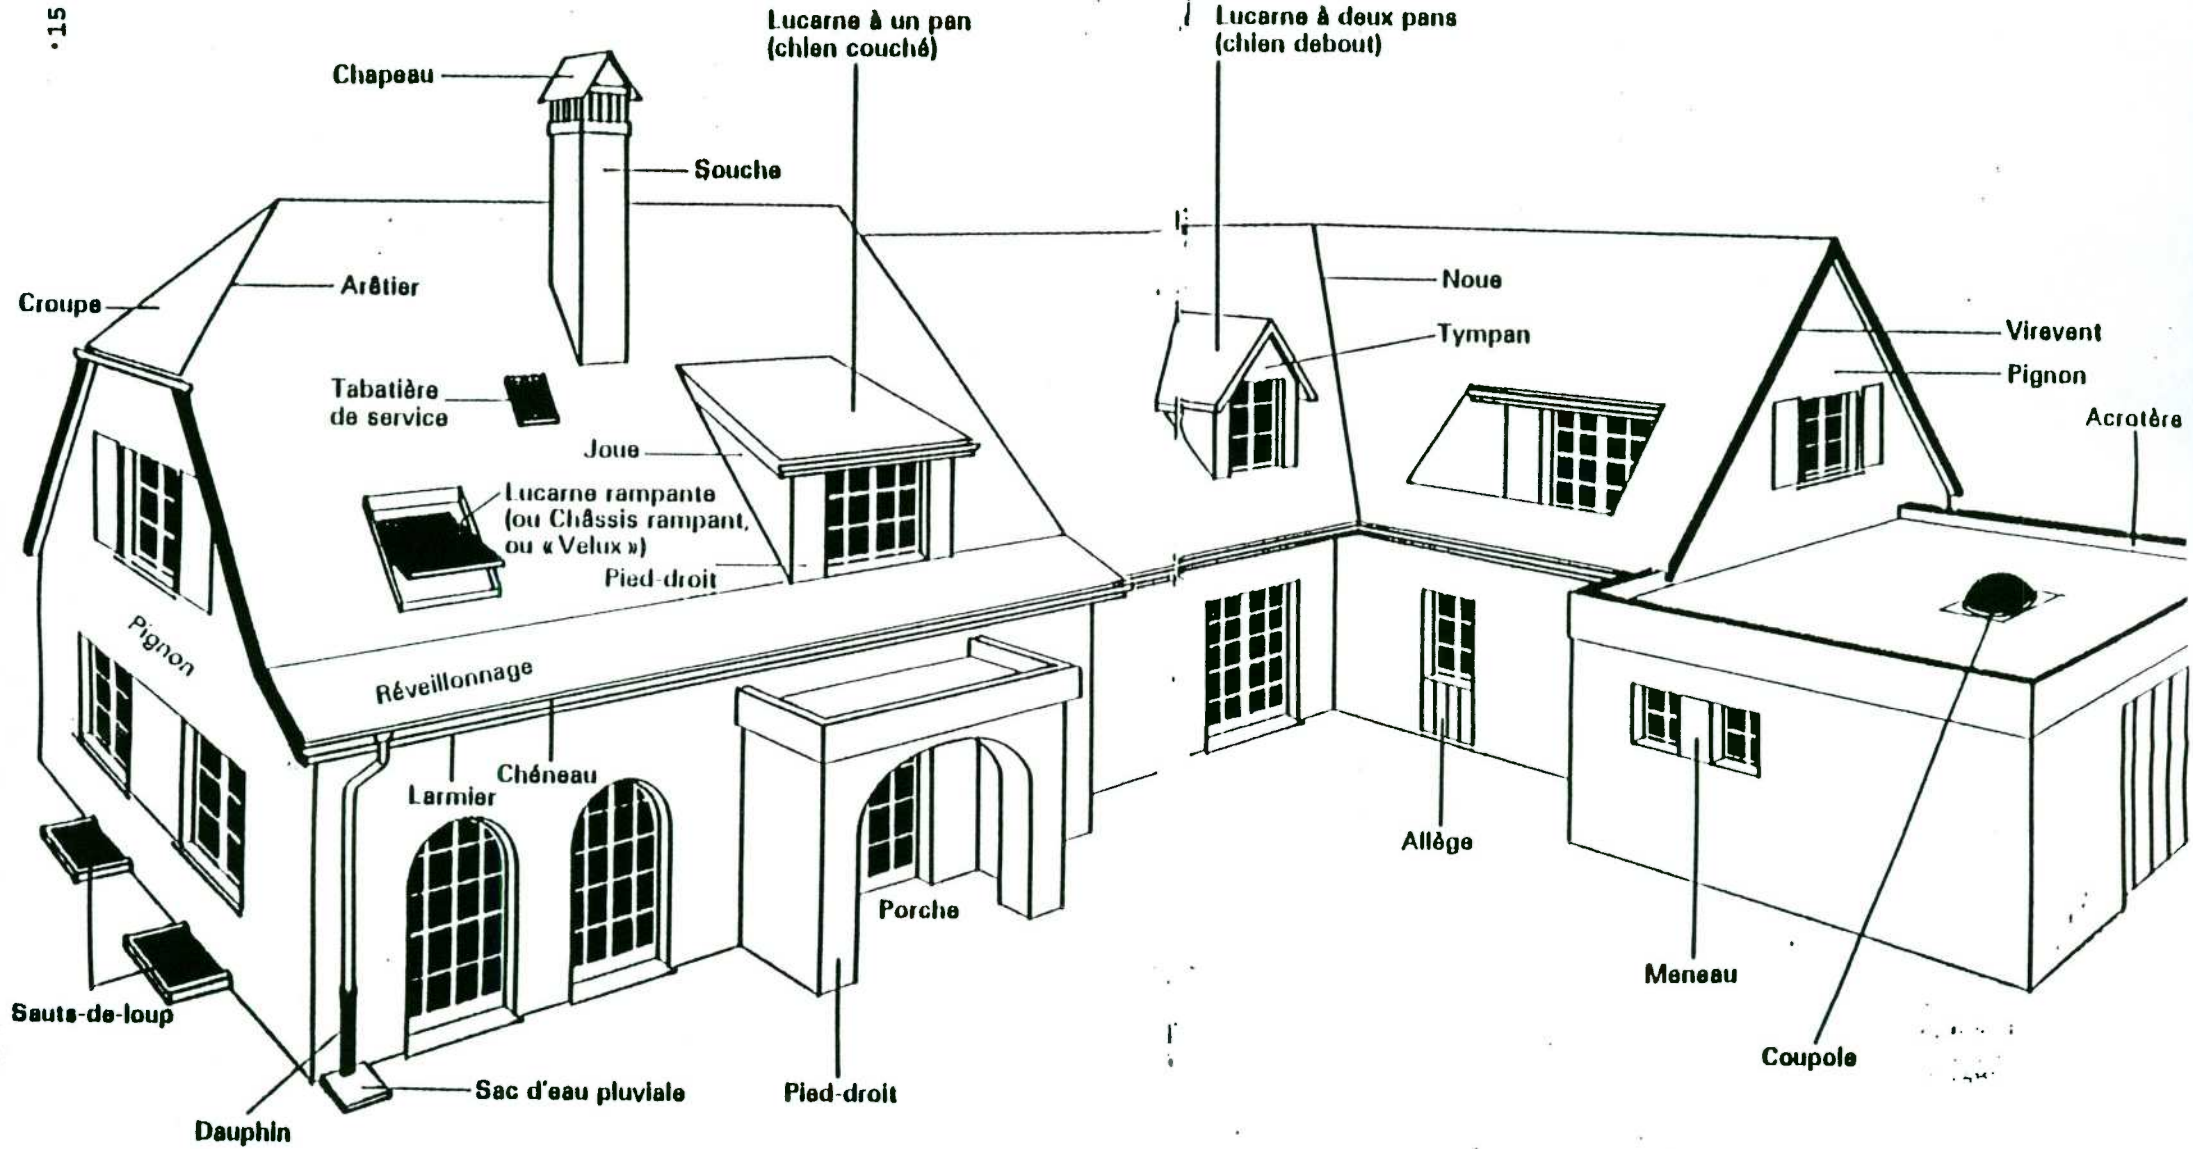 .15
Lucarne à un pan
(chien couché)
Lucarne à deux pans
(chien debout)
Chapeau
Souche
Croupe
Arêtier
Noue
Tympan
Virevent
Pignon
Acrotère
Tabatière
de service
Joue
Lucarne rampante
(ou Châssis rampant,
ou « Velux »)
Pied-droit
Pignon
Réveillonnage
Chéneau
Larmier
Allège
Porche
Meneau
Sauts-de-loup
Coupole
Sac d'eau pluviale
Pied-droit
Dauphin